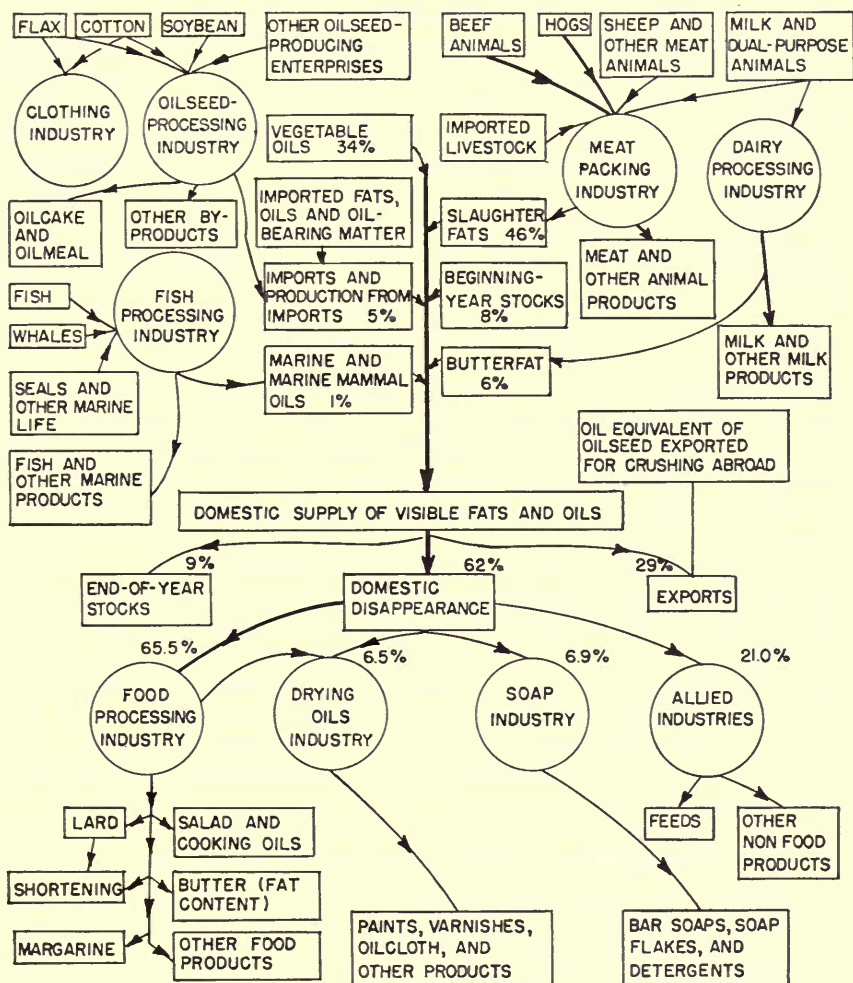 FLAX
COTTON
SOYBEAN
OTHER OILSEED-
PRODUCING
ENTERPRISES
BEEF
ANIMALS
HOGS
SHEEP AND
OTHER MEAT
ANIMALS
MILK AND
DUAL-PURPOSE
ANIMALS
CLOTHING
INDUSTRY
OILSEED-
PROCESSING
INDUSTRY
VEGETABLE
OILS 34%
IMPORTED
LIVESTOCK
MEAT
PACKING
INDUSTRY
DAIRY
PROCESSING
INDUSTRY
OILCAKE
AND
OILMEAL
OTHER BY-
PRODUCTS
IMPORTED FATS,
OILS AND OIL-
BEARING MATTER
SLAUGHTER
FATS 46%
MEAT AND
OTHER ANIMAL
PRODUCTS
FISH
WHALES
SEALS AND
OTHER MARINE
LIFE
FISH
PROCESSING
INDUSTRY
IMPORTS AND
PRODUCTION FROM
IMPORTS 5%
BEGINNING-
YEAR STOCKS
8%
MARINE AND
MARINE MAMMAL
OILS 1%
BUTTERFAT
6%
MILK AND
OTHER MILK
PRODUCTS
FISH AND
OTHER MARINE
PRODUCTS
OIL EQUIVALENT OF
OILSEED EXPORTED
FOR CRUSHING ABROAD
DOMESTIC SUPPLY OF VISIBLE FATS AND OILS
9%
END-OF-YEAR
STOCKS
62%
DOMESTIC
DISAPPEARANCE
29%
EXPORTS
65.5%
FOOD
PROCESSING
INDUSTRY
6.5%
DRYING
OILS
INDUSTRY
6.9%
SOAP
INDUSTRY
21.0%
ALLIED
INDUSTRIES
LARD
SALAD AND
COOKING OILS
SHORTENING
BUTTER (FAT
CONTENT)
MARGARINE
OTHER FOOD
PRODUCTS
PAINTS, VARNISHES,
OILCLOTH, AND
OTHER PRODUCTS
BAR SOAPS, SOAP
FLAKES, AND
DETERGENTS
FEEDS
OTHER
NON FOOD
PRODUCTS